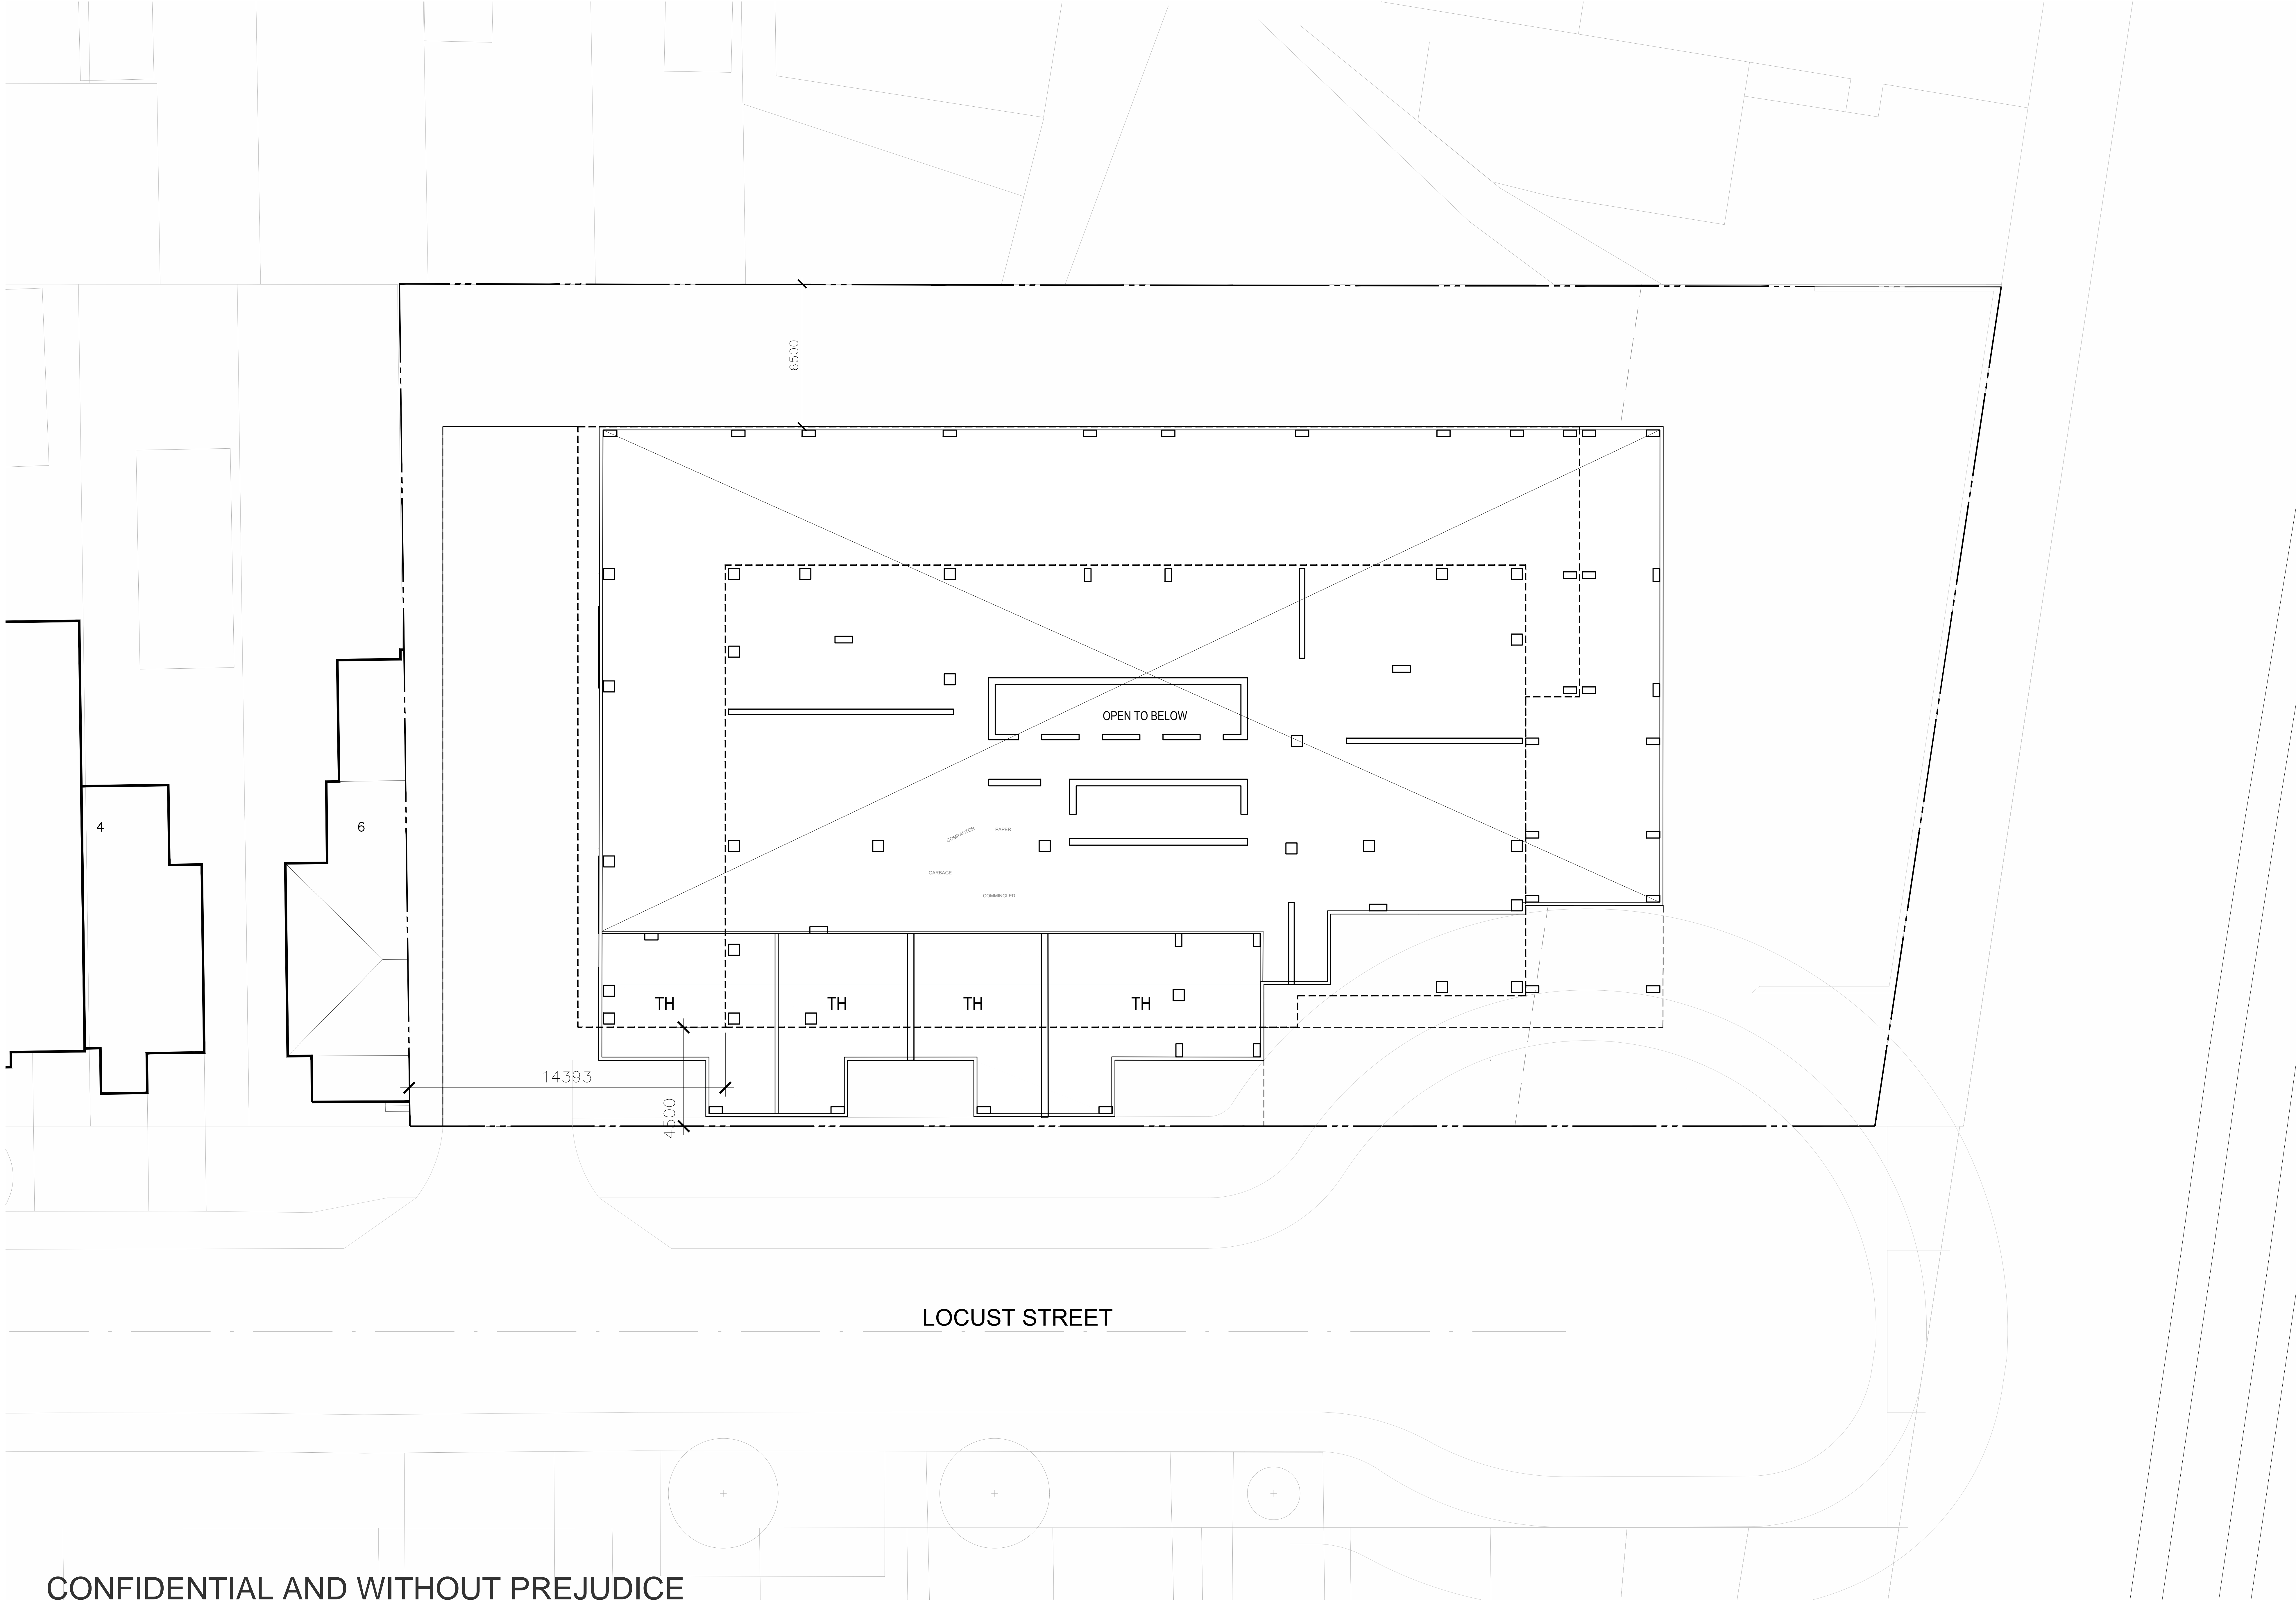 6500
OPEN TO BELOW
4
6
COMPACTOR
PAPER
GARBAGE
COMMINGLED
TH
TH
TH
TH
14393
4500
LOCUST STREET
CONFIDENTIAL AND WITHOUT PREJUDICE